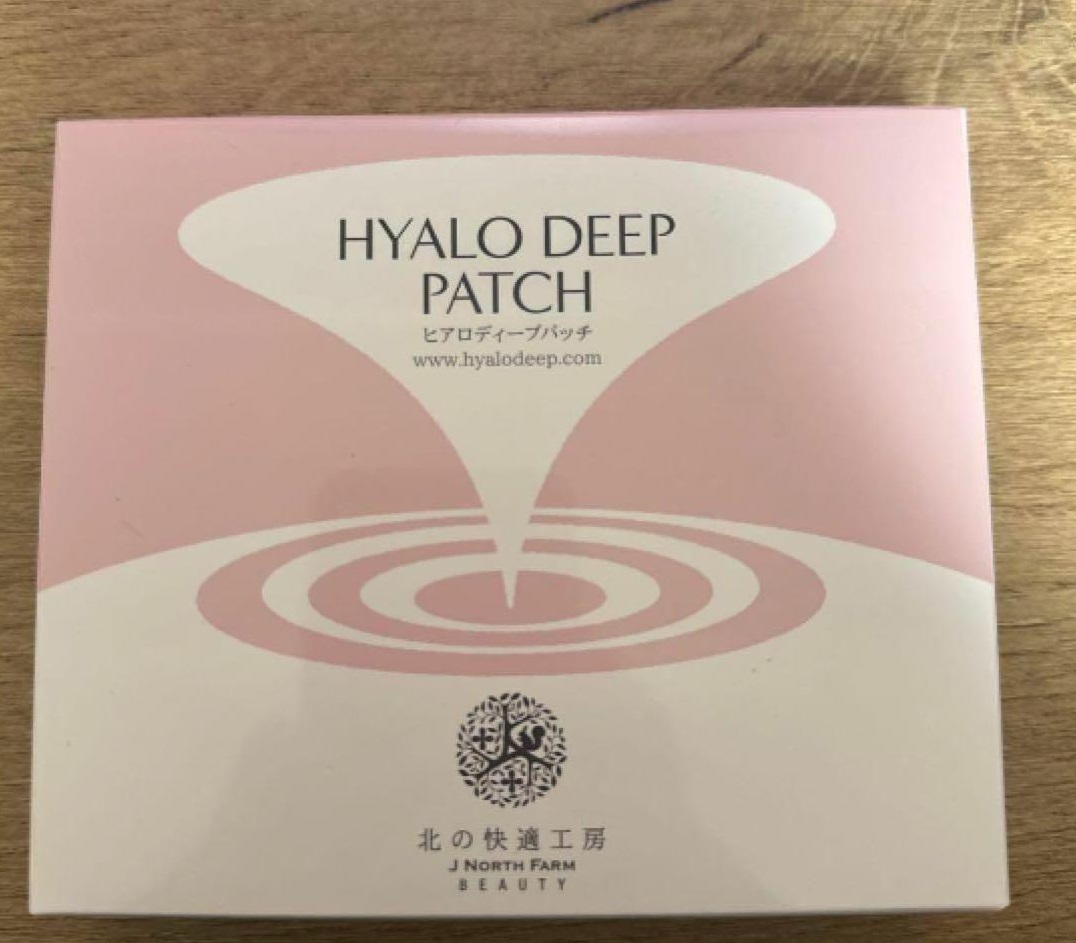 HYALO DEEP
PATCH
ヒアロディープパッチ
www.hyalodeep.com
北の快適工房
J NORTH FARM
BEAUTY